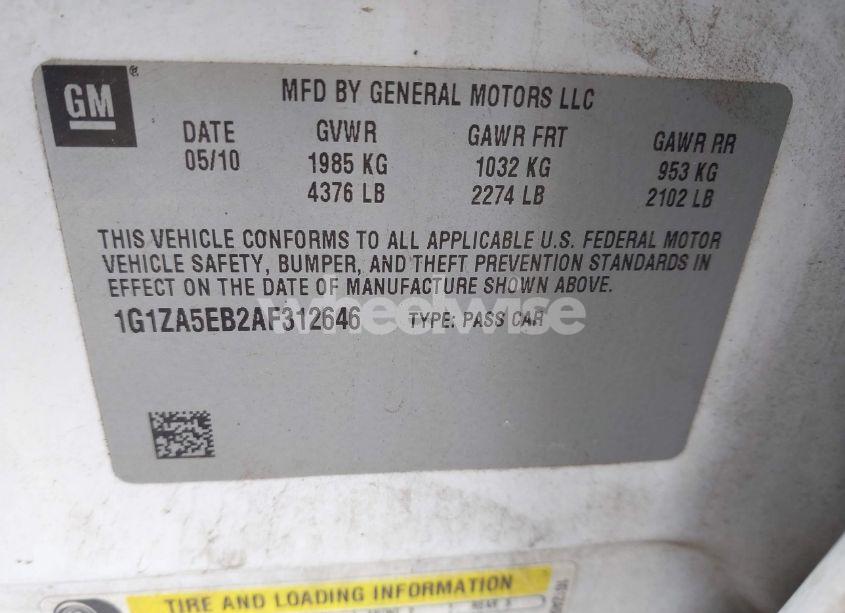 GM
MFD BY GENERAL MOTORS LLC
DATE GVWR GAWR FRT GAWR RR
05/10 1985 KG 1032 KG 953 KG
4376 LB 2274 LB 2102 LB
THIS VEHICLE CONFORMS TO ALL APPLICABLE U.S. FEDERAL MOTOR
VEHICLE SAFETY, BUMPER, AND THEFT PREVENTION STANDARDS IN
EFFECT ON THE DATE OF MANUFACTURE SHOWN ABOVE.
1G1ZA5EB2AF312646 TYPE: PASS CAR
wheelwise
TIRE AND LOADING INFORMATION